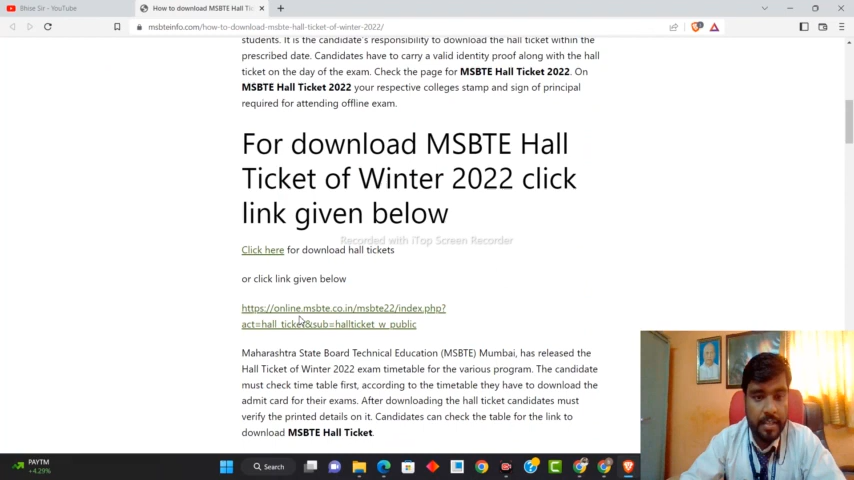 Bhise Sir - YouTube
How to download MSBTE Hall Tic
msbteinfo.com/how-to-download-msbte-hall-ticket-of-winter-2022/
students. It is the candidate's responsibility to download the hall ticket within the
prescribed date. Candidates have to carry a valid identity proof along with the hall
ticket on the day of the exam. Check the page for MSBTE Hall Ticket 2022. On
MSBTE Hall Ticket 2022 your respective colleges stamp and sign of principal
required for attending offline exam.
For download MSBTE Hall
Ticket of Winter 2022 click
link given below
Recorded with iTop Screen Recorder
Click here for download hall tickets
or click link given below
https://online.msbte.co.in/msbte22/index.php?
act=hall_ticket&sub=hallticket_w_public
Maharashtra State Board Technical Education (MSBTE) Mumbai, has released the
Hall Ticket of Winter 2022 exam timetable for the various program. The candidate
must check time table first, according to the timetable they have to download the
admit card for their exams. After downloading the hall ticket candidates must
verify the printed details on it. Candidates can check the table for the link to
download MSBTE Hall Ticket.
PAYTM
+4.29%
Search